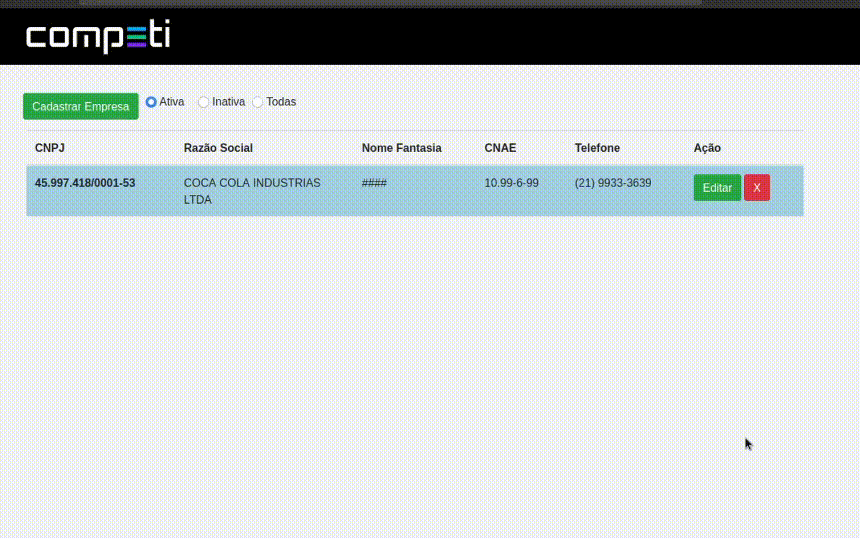 competi
Cadastrar Empresa Ativa Inativa Todas
CNPJ Razão Social Nome Fantasia CNAE Telefone Ação
45.997.418/0001-53 COCA COLA INDUSTRIAS LTDA #### 10.99-6-99 (21) 9933-3639 Editar X